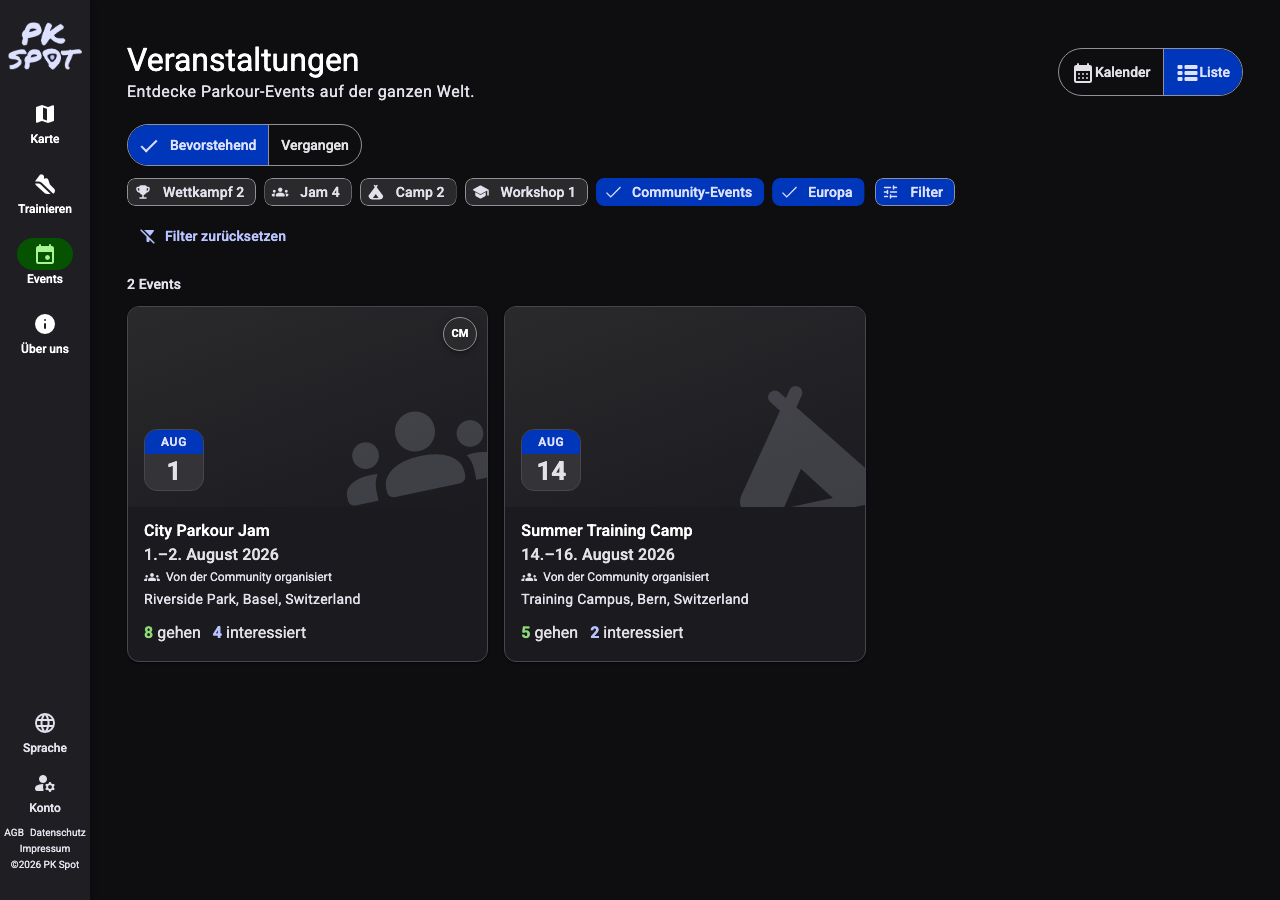 PK
SPOT
Karte
Trainieren
Events
Über uns
Sprache
Konto
AGB Datenschutz
Impressum
©2026 PK Spot
Veranstaltungen
Entdecke Parkour-Events auf der ganzen Welt.
Kalender
Liste
Bevorstehend
Vergangen
Wettkampf 2
Jam 4
Camp 2
Workshop 1
Community-Events
Europa
Filter
Filter zurücksetzen
2 Events
CM
AUG
1
City Parkour Jam
1.–2. August 2026
Von der Community organisiert
Riverside Park, Basel, Switzerland
8 gehen 4 interessiert
AUG
14
Summer Training Camp
14.–16. August 2026
Von der Community organisiert
Training Campus, Bern, Switzerland
5 gehen 2 interessiert